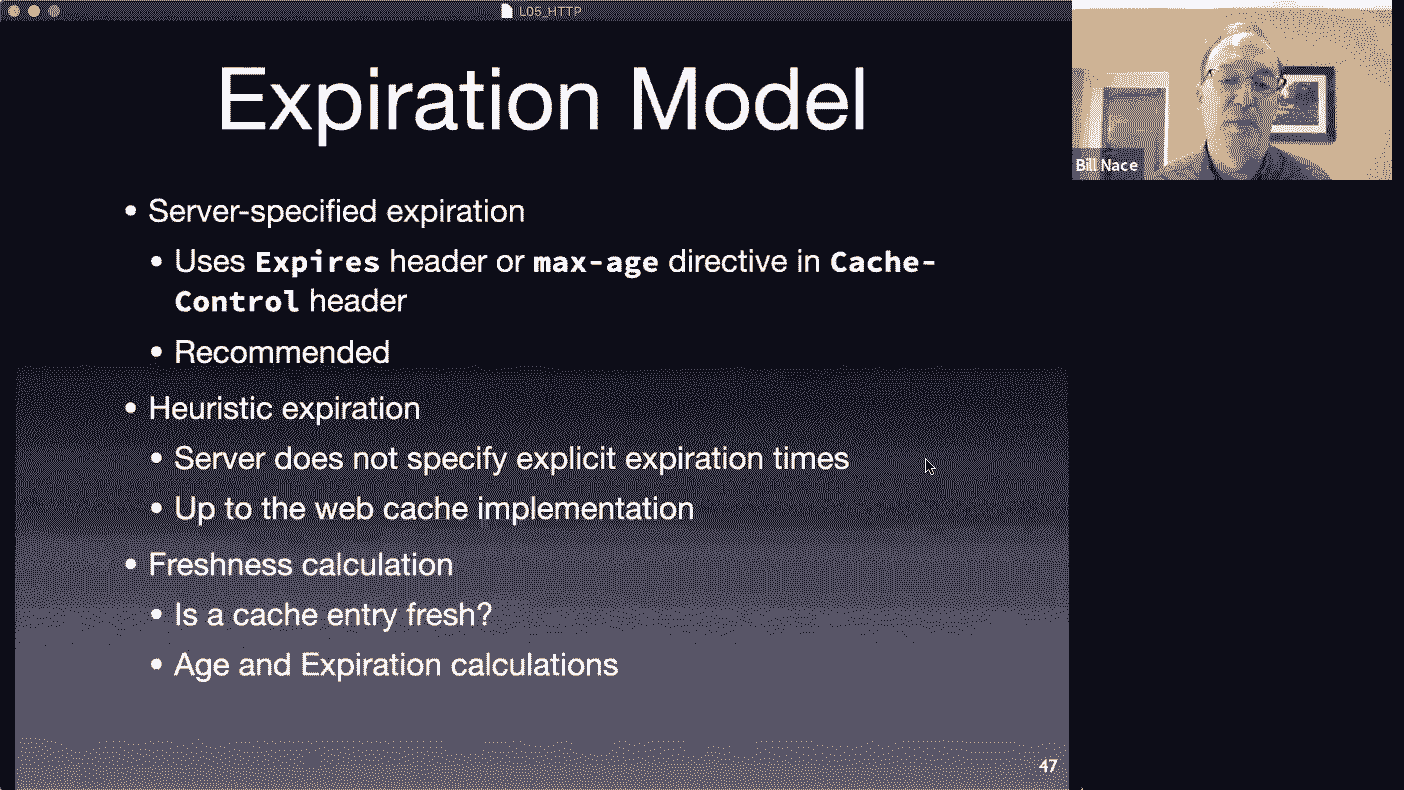 L05_HTTP
Expiration Model
Bill Nace
• Server-specified expiration
• Uses Expires header or max-age directive in Cache-
Control header
• Recommended
• Heuristic expiration
• Server does not specify explicit expiration times
• Up to the web cache implementation
• Freshness calculation
• Is a cache entry fresh?
• Age and Expiration calculations
47